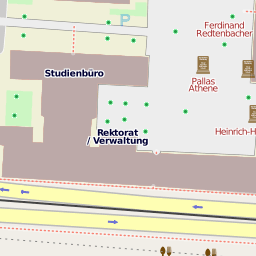 P
Ferdinand
Redtenbacher
Studienbüro
Pallas
Athene
Rektorat
/ Verwaltung
Heinrich-H